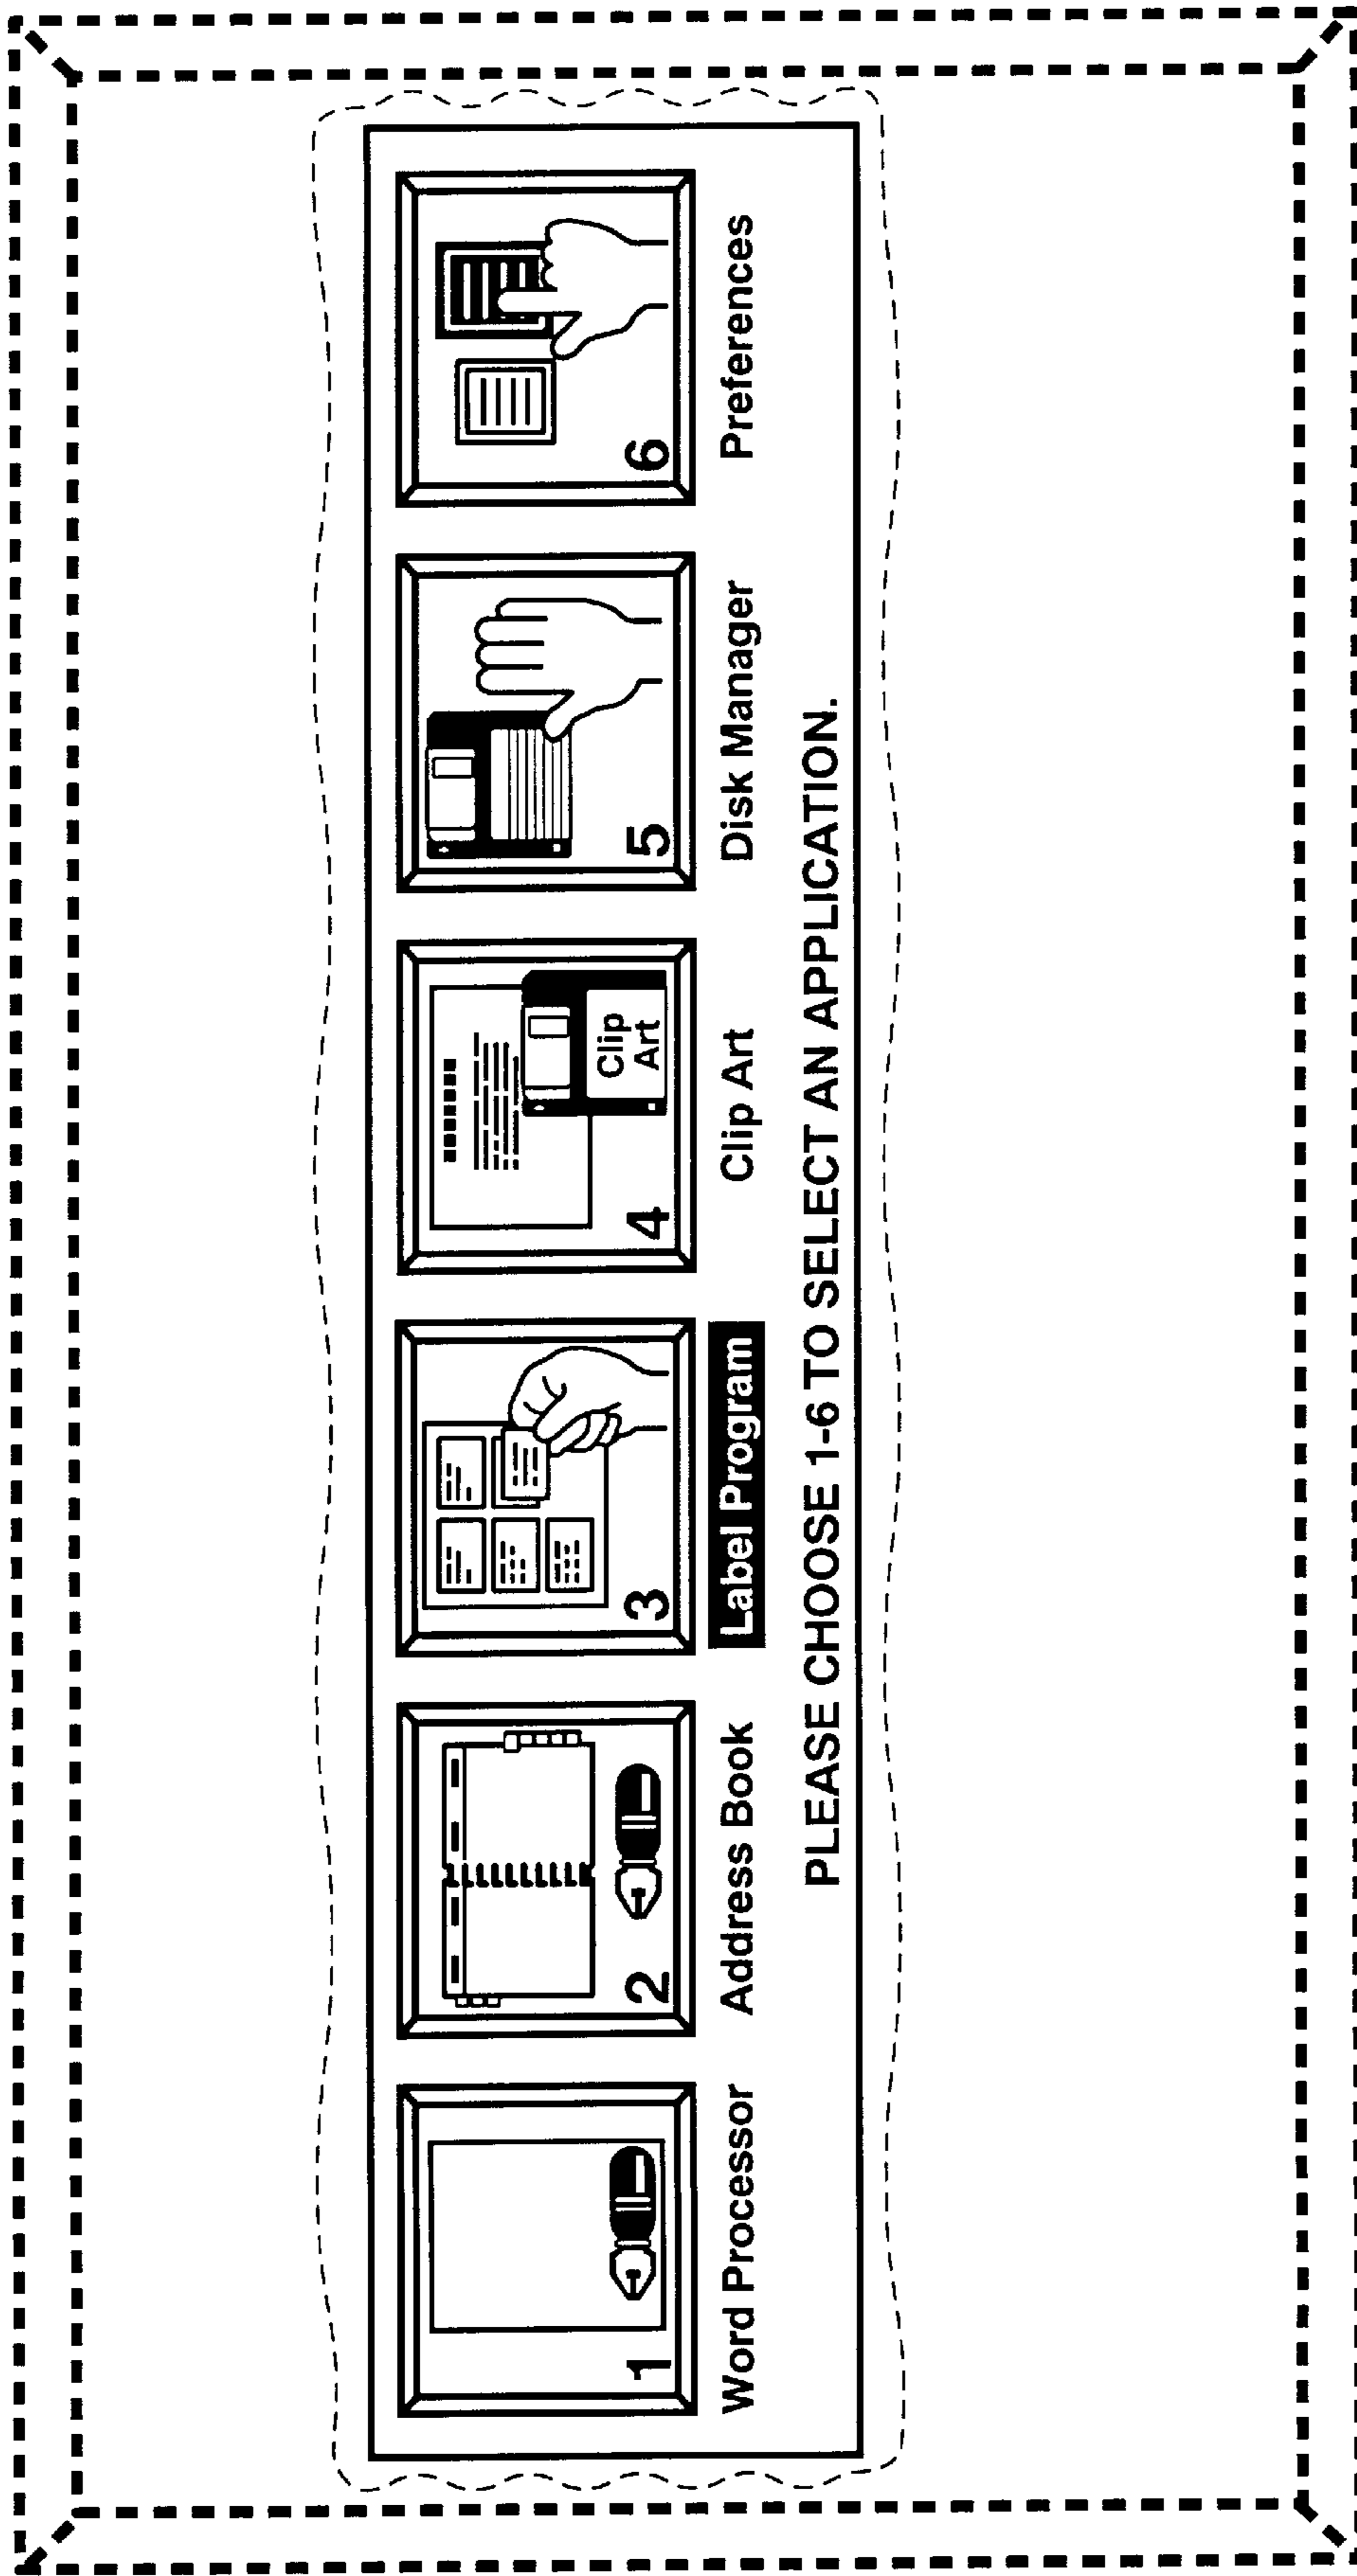 1
2
3
4
Clip
Art
5
6
Word Processor
Address Book
Label Program
Clip Art
Disk Manager
Preferences
PLEASE CHOOSE 1-6 TO SELECT AN APPLICATION.